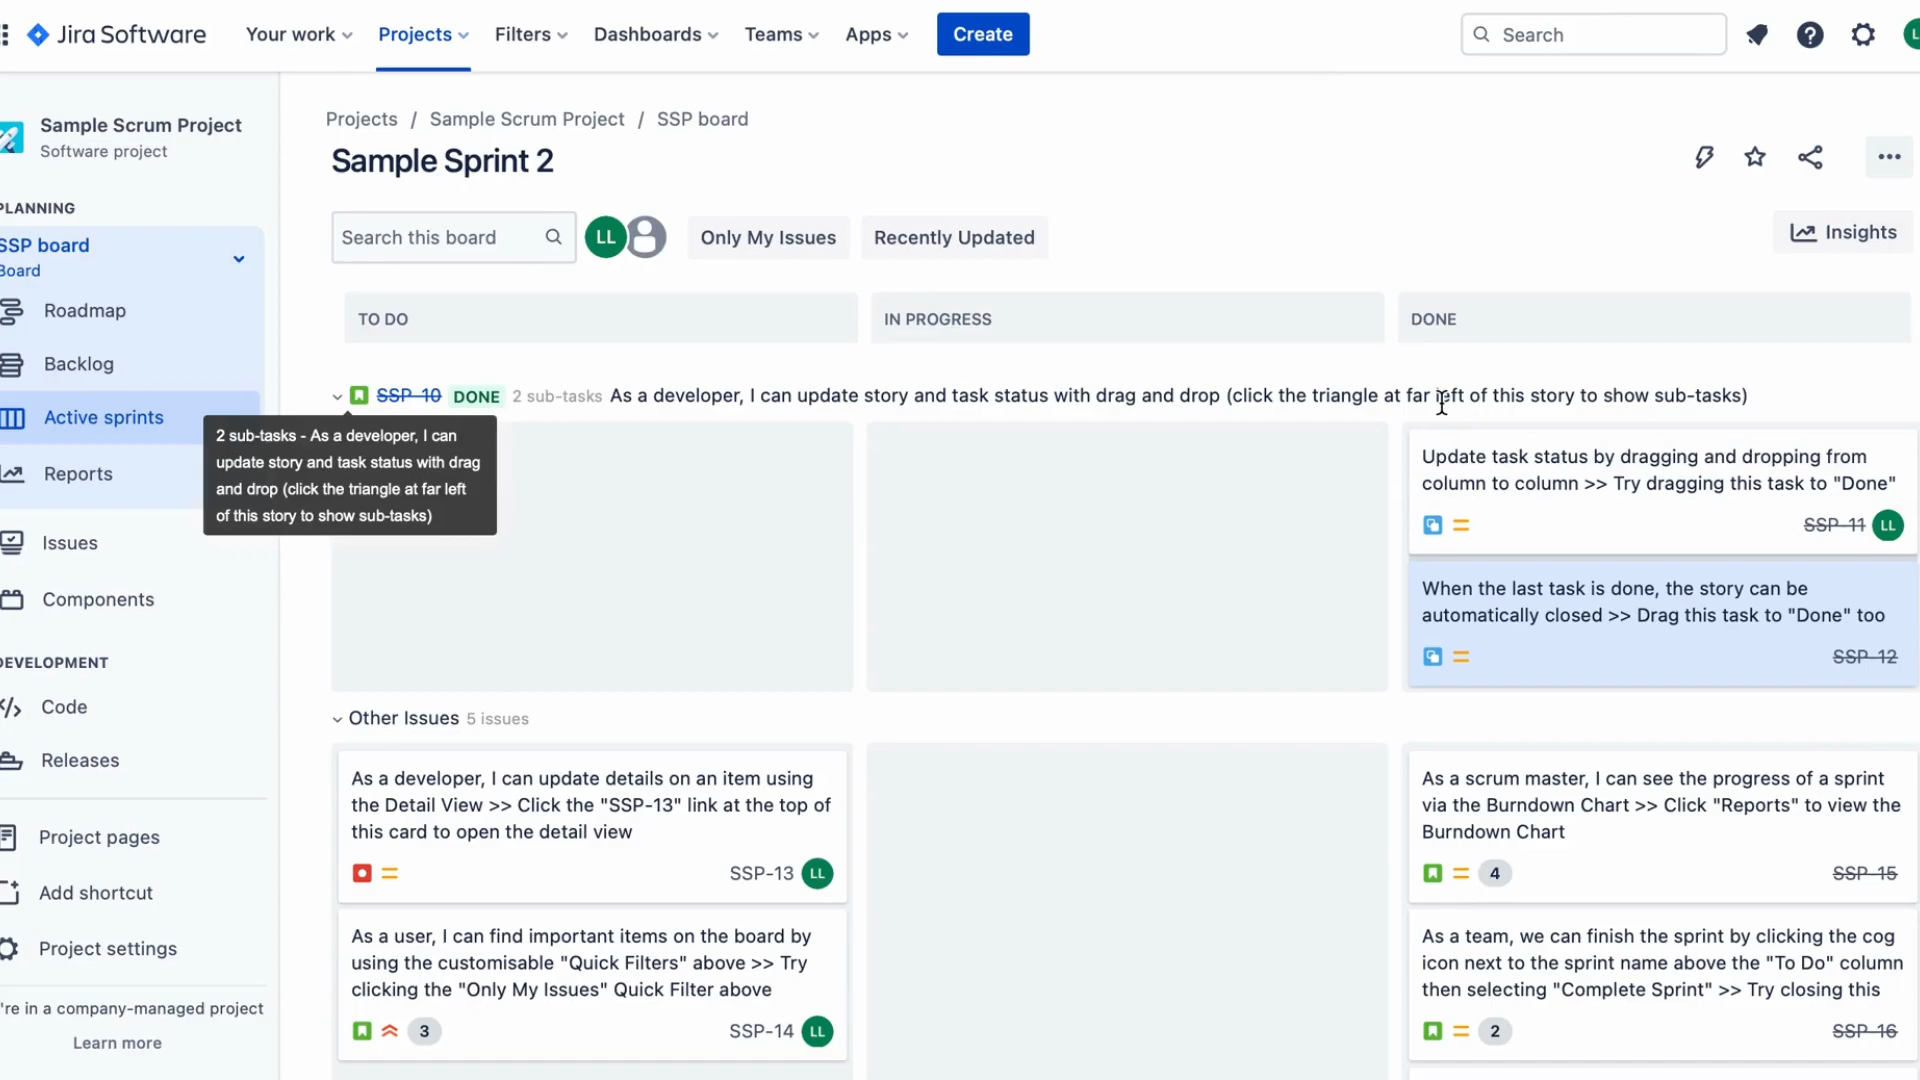 Jira Software
Your work
Projects
Filters
Dashboards
Teams
Apps
Create
Search
L
Sample Scrum Project
Software project
PLANNING
SSP board
Board
Roadmap
Backlog
Active sprints
Reports
Issues
Components
DEVELOPMENT
Code
Releases
Project pages
Add shortcut
Project settings
're in a company-managed project
Learn more
Projects / Sample Scrum Project / SSP board
Sample Sprint 2
Search this board
LL
Only My Issues
Recently Updated
Insights
TO DO
IN PROGRESS
DONE
SSP-10 DONE 2 sub-tasks As a developer, I can update story and task status with drag and drop (click the triangle at far left of this story to show sub-tasks)
2 sub-tasks - As a developer, I can
update story and task status with drag
and drop (click the triangle at far left
of this story to show sub-tasks)
Update task status by dragging and dropping from
column to column >> Try dragging this task to "Done"
SSP-11 LL
When the last task is done, the story can be
automatically closed >> Drag this task to "Done" too
SSP-12
Other Issues 5 issues
As a developer, I can update details on an item using
the Detail View >> Click the "SSP-13" link at the top of
this card to open the detail view
SSP-13 LL
As a user, I can find important items on the board by
using the customisable "Quick Filters" above >> Try
clicking the "Only My Issues" Quick Filter above
3 SSP-14 LL
As a scrum master, I can see the progress of a sprint
via the Burndown Chart >> Click "Reports" to view the
Burndown Chart
4 SSP-15
As a team, we can finish the sprint by clicking the cog
icon next to the sprint name above the "To Do" column
then selecting "Complete Sprint" >> Try closing this
2 SSP-16